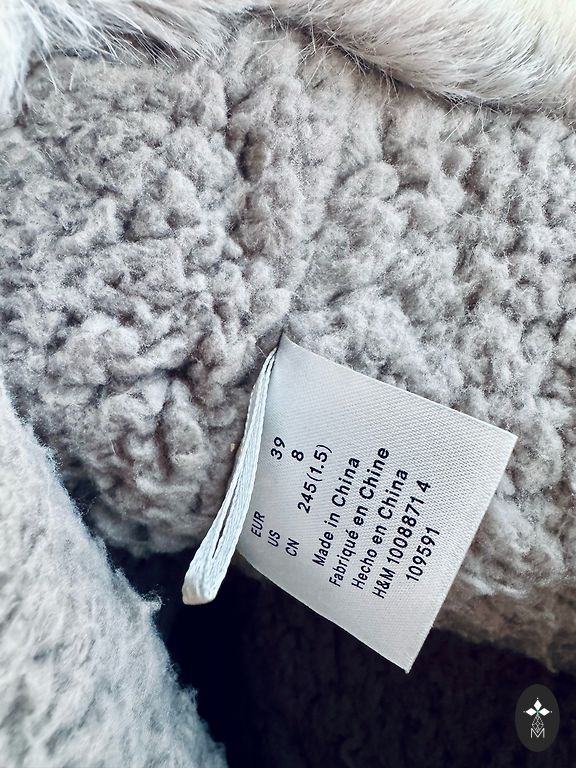 EUR 39
US 8
CN 245(1.5)
Made in China
Fabriqué en Chine
Hecho en China
H&M 1008871 4
109591
M